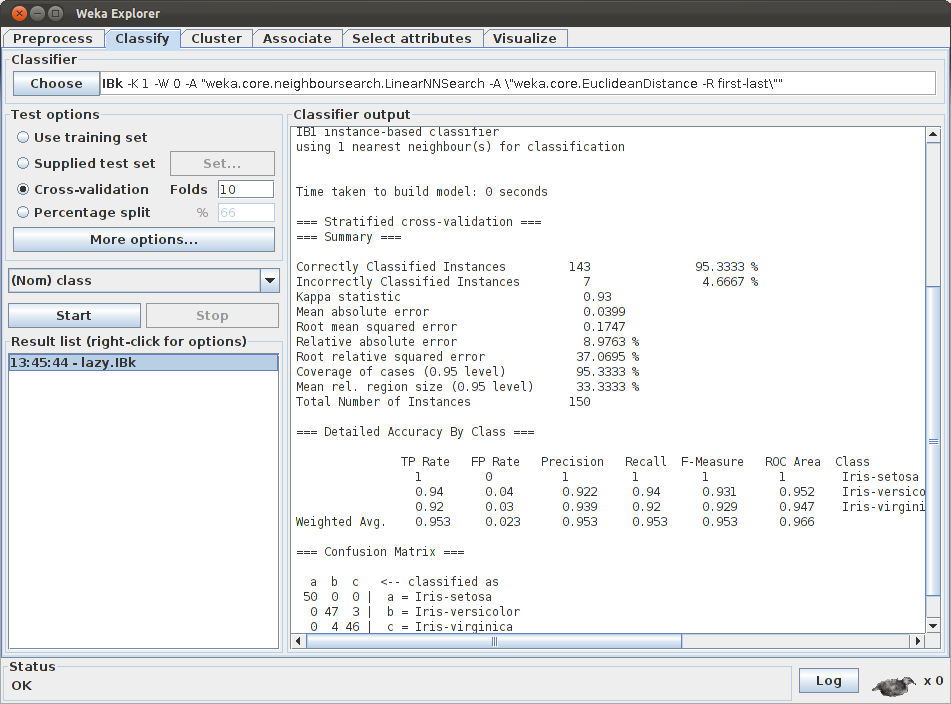 Weka Explorer
Preprocess Classify Cluster Associate Select attributes Visualize
Classifier
Choose IBk -K 1 -W 0 -A "weka.core.neighboursearch.LinearNNSearch -A \"weka.core.EuclideanDistance -R first-last\""
Test options
Use training set
Supplied test set Set...
Cross-validation Folds 10
Percentage split % 66
More options...
(Nom) class
Start Stop
Result list (right-click for options)
13:45:44 - lazy.IBk
Classifier output
IB1 instance-based classifier
using 1 nearest neighbour(s) for classification
Time taken to build model: 0 seconds
=== Stratified cross-validation ===
=== Summary ===
Correctly Classified Instances 143 95.3333 %
Incorrectly Classified Instances 7 4.6667 %
Kappa statistic 0.93
Mean absolute error 0.0399
Root mean squared error 0.1747
Relative absolute error 8.9763 %
Root relative squared error 37.0695 %
Coverage of cases (0.95 level) 95.3333 %
Mean rel. region size (0.95 level) 33.3333 %
Total Number of Instances 150
=== Detailed Accuracy By Class ===
TP Rate FP Rate Precision Recall F-Measure ROC Area Class
1 0 1 1 1 1 Iris-setosa
0.94 0.04 0.922 0.94 0.931 0.952 Iris-versico
0.92 0.03 0.939 0.92 0.929 0.947 Iris-virgini
Weighted Avg. 0.953 0.023 0.953 0.953 0.953 0.966
=== Confusion Matrix ===
a b c <-- classified as
50 0 0 | a = Iris-setosa
0 47 3 | b = Iris-versicolor
0 4 46 | c = Iris-virginica
Status
OK
Log x 0